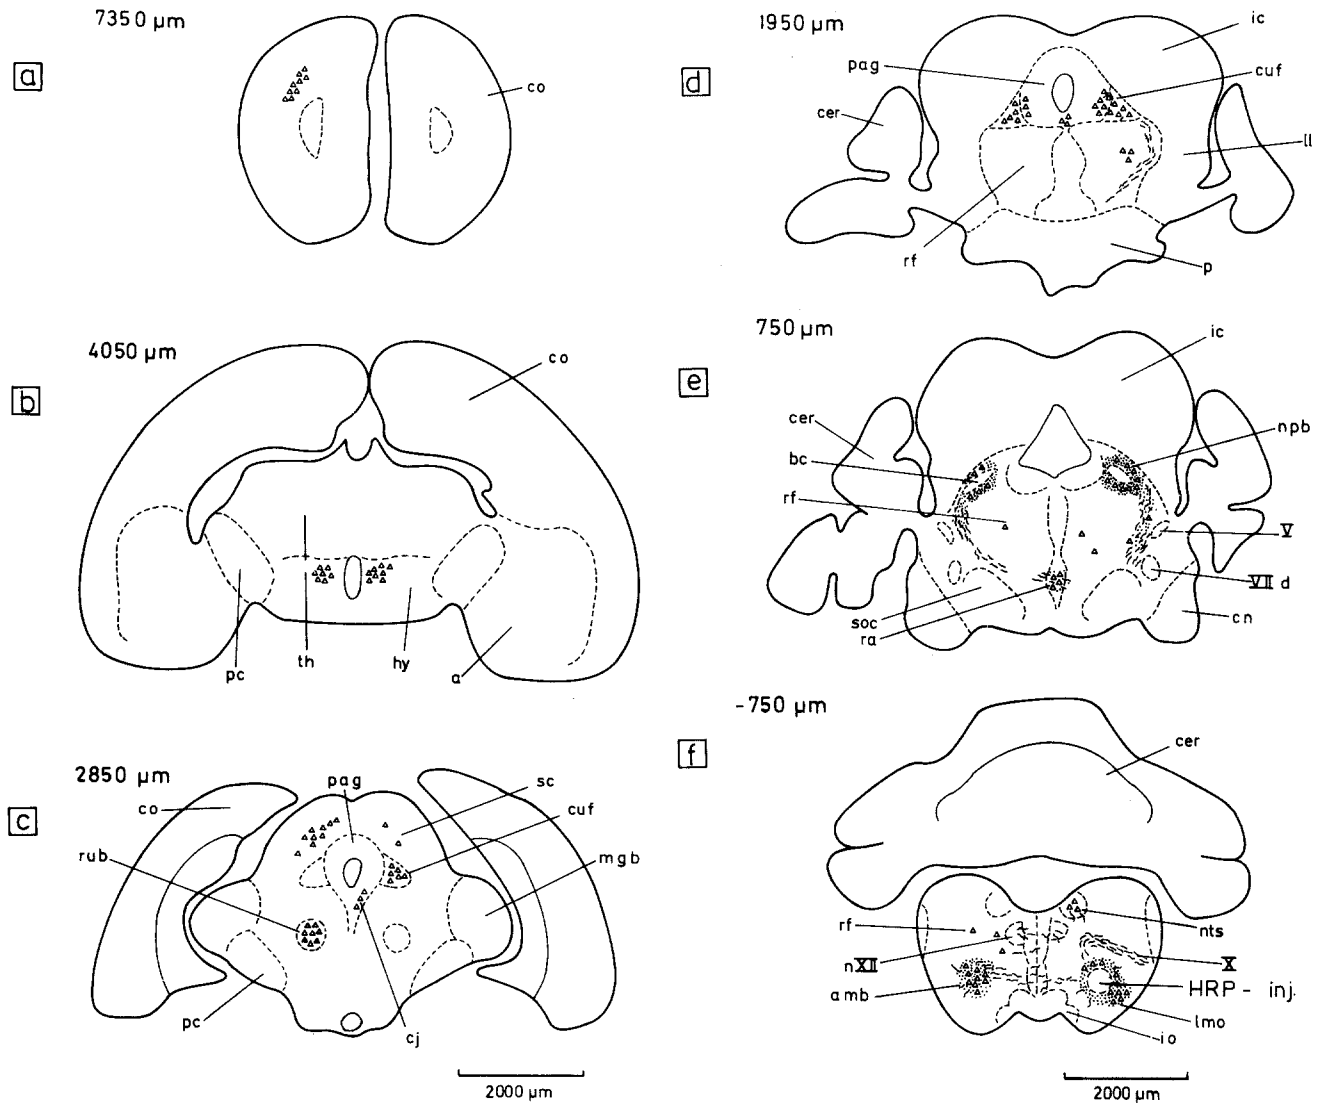 7350 µm
a
co
4050 µm
b
co
pc
th
hy
a
2850 µm
c
co
pag
sc
cuf
rub
mgb
pc
cj
2000 µm
1950 µm
d
ic
pag
cuf
cer
ll
rf
p
750 µm
e
ic
cer
npb
bc
rf
V
VII d
soc
ra
cn
-750 µm
f
cer
rf
nts
nXII
X
amb
HRP - inj.
lmo
io
2000 µm